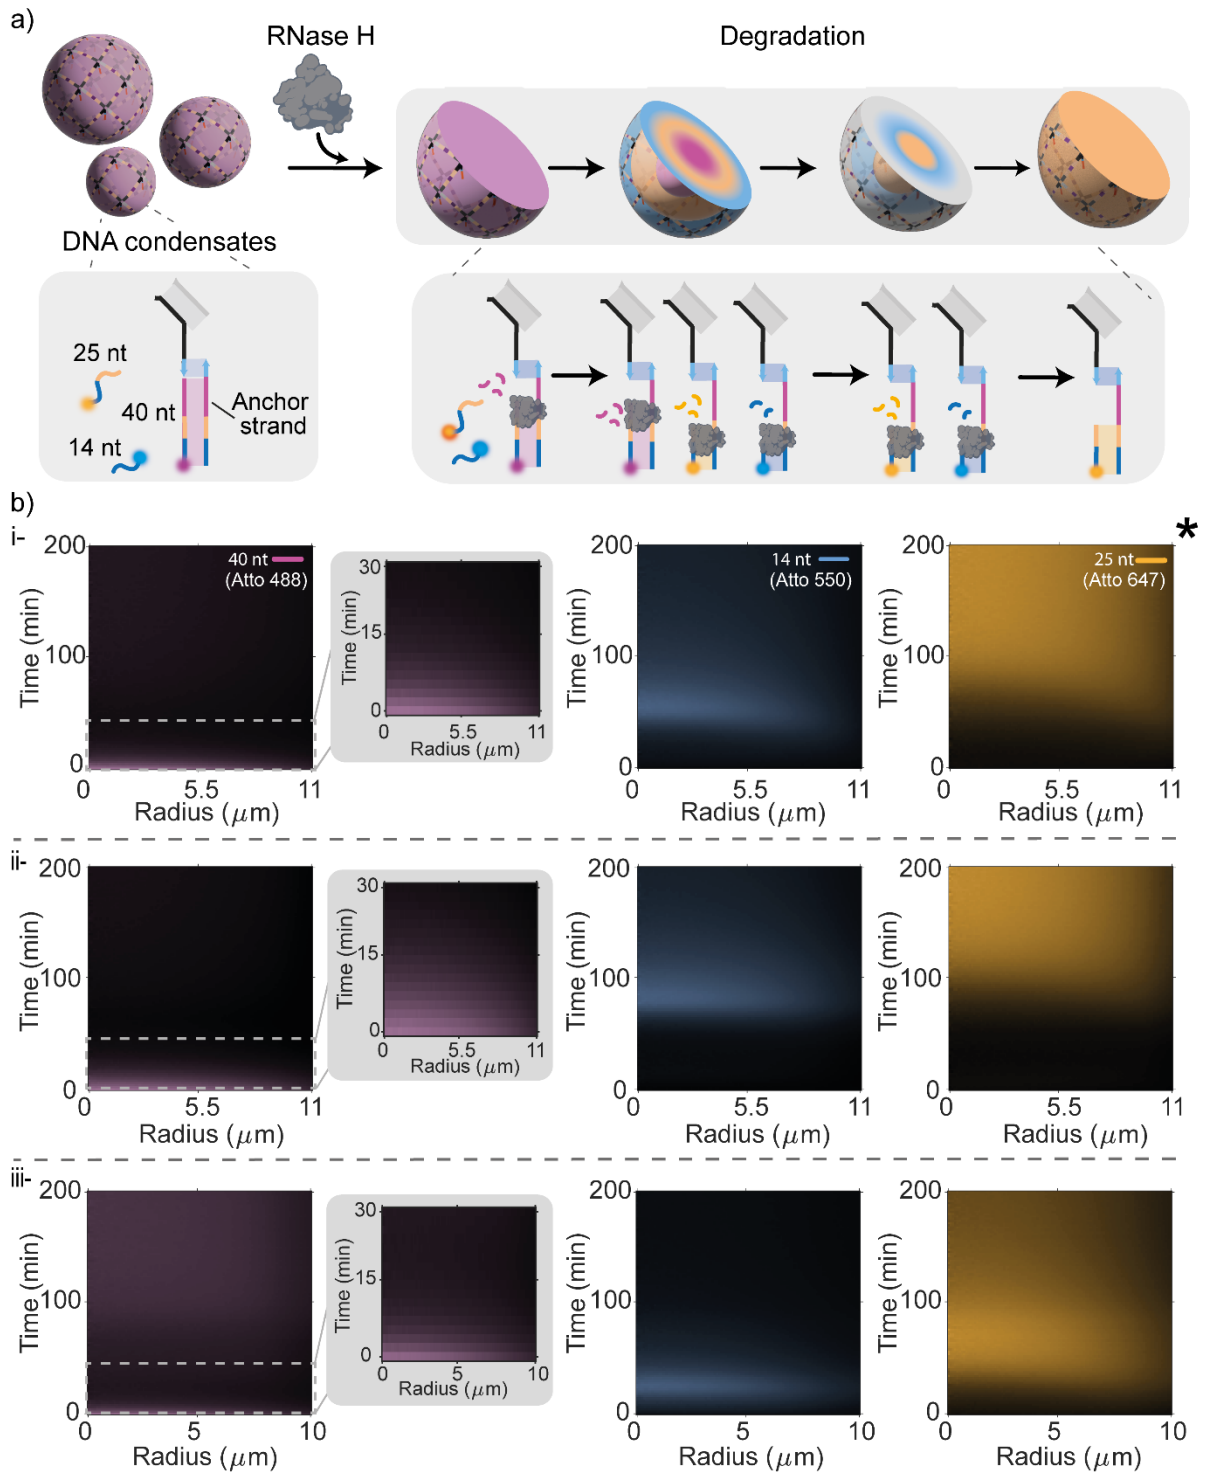 a)
RNase H
Degradation
DNA condensates
25 nt
40 nt
14 nt
Anchor
strand
b)
i-
200
100
0
Time (min)
40 nt
(Atto 488)
0
5.5
11
Radius (μm)
30
15
0
Time (min)
0
5.5
11
Radius (μm)
200
100
0
Time (min)
14 nt
(Atto 550)
0
5.5
11
Radius (μm)
*
200
100
0
Time (min)
25 nt
(Atto 647)
0
5.5
11
Radius (μm)
ii-
200
100
0
Time (min)
0
5.5
11
Radius (μm)
30
15
0
Time (min)
0
5.5
11
Radius (μm)
200
100
0
Time (min)
0
5.5
11
Radius (μm)
200
100
0
Time (min)
0
5.5
11
Radius (μm)
iii-
200
100
0
Time (min)
0
5
10
Radius (μm)
30
15
0
Time (min)
0
5
10
Radius (μm)
200
100
0
Time (min)
0
5
10
Radius (μm)
200
100
0
Time (min)
0
5
10
Radius (μm)